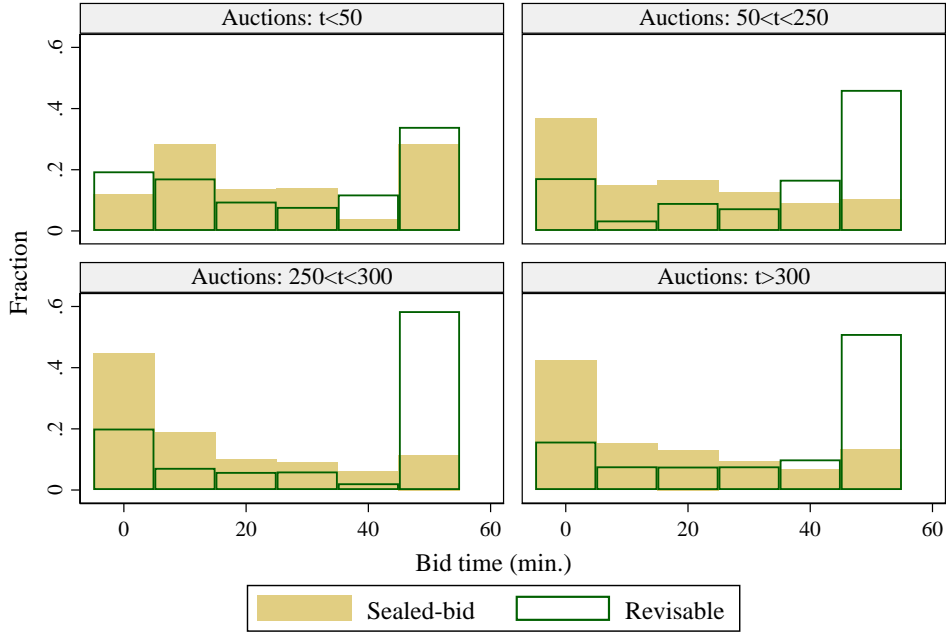 Auctions: t<50
Auctions: 50<t<250
.6
.4
.2
0
Fraction
Auctions: 250<t<300
Auctions: t>300
.6
.4
.2
0
0 20 40 60 0 20 40 60
Bid time (min.)
Sealed-bid Revisable